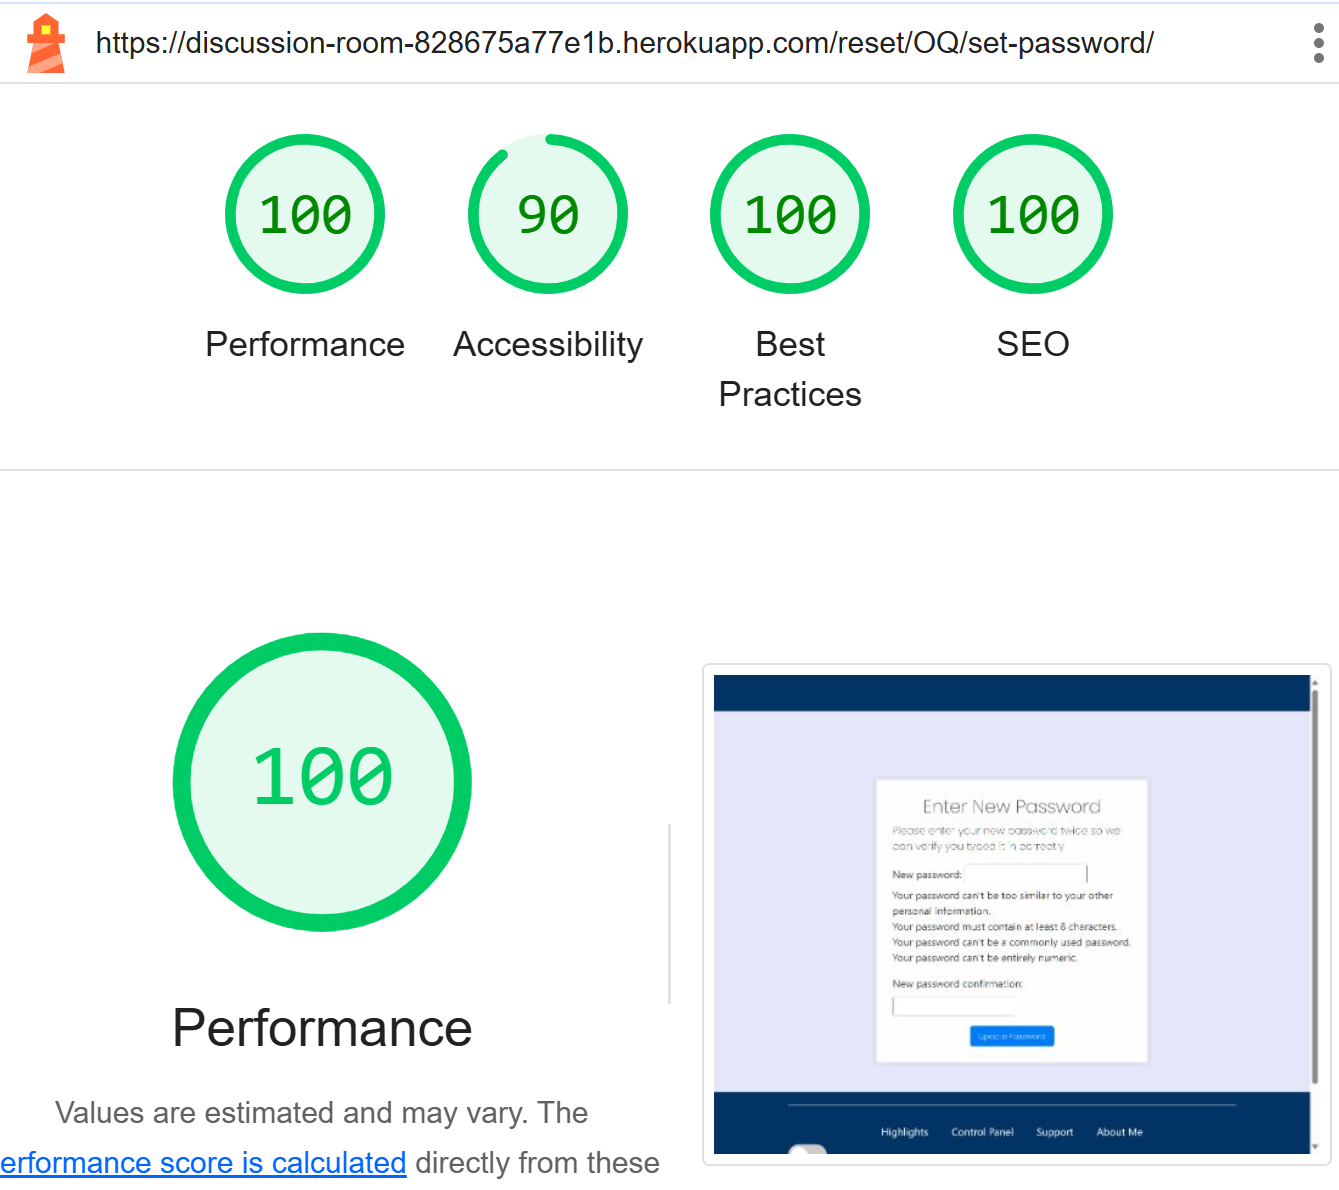 https://discussion-room-828675a77e1b.herokuapp.com/reset/OQ/set-password/
100
90
100
100
Performance
Accessibility
Best
Practices
SEO
100
Performance
Values are estimated and may vary. The
erformance score is calculated directly from these
Enter New Password
Please enter your new password twice so we
can verify you typed it in correctly
New password:
Your password can't be too similar to your other
personal information.
Your password must contain at least 8 characters.
Your password can't be a commonly used password.
Your password can't be entirely numeric.
New password confirmation:
Password
Highlights
Control Panel
Support
About Me